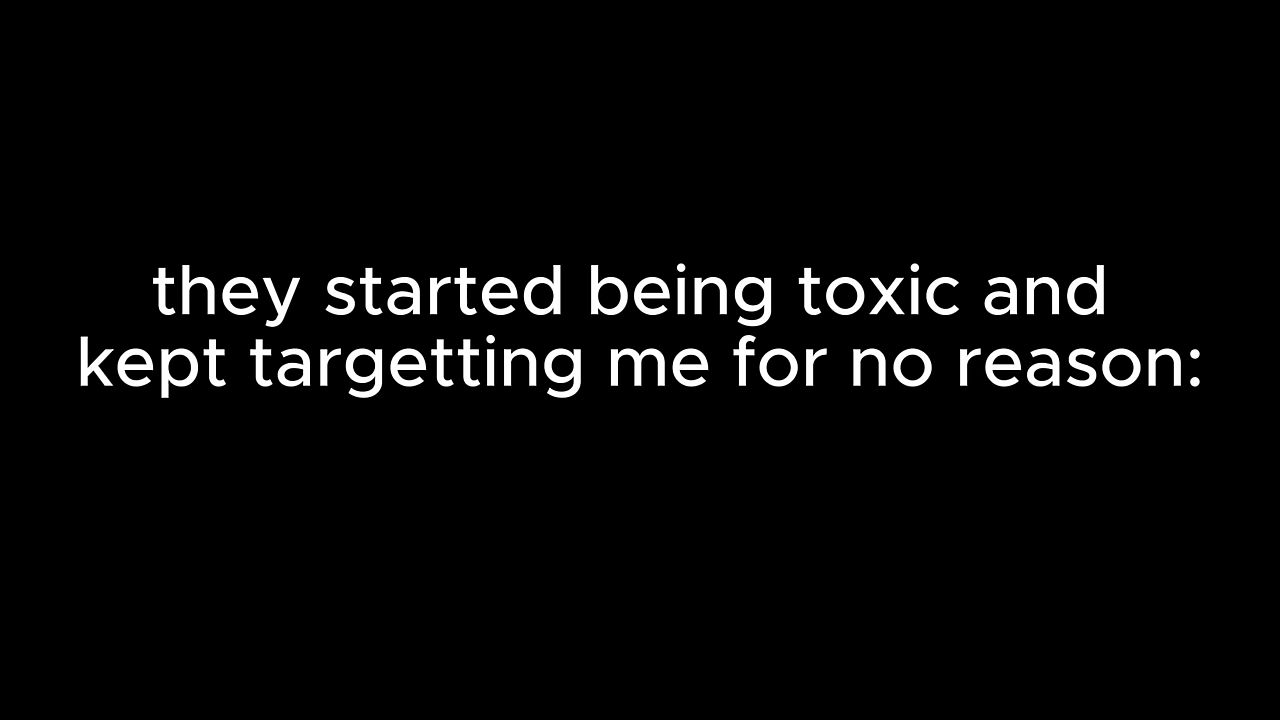 they started being toxic and
kept targetting me for no reason: